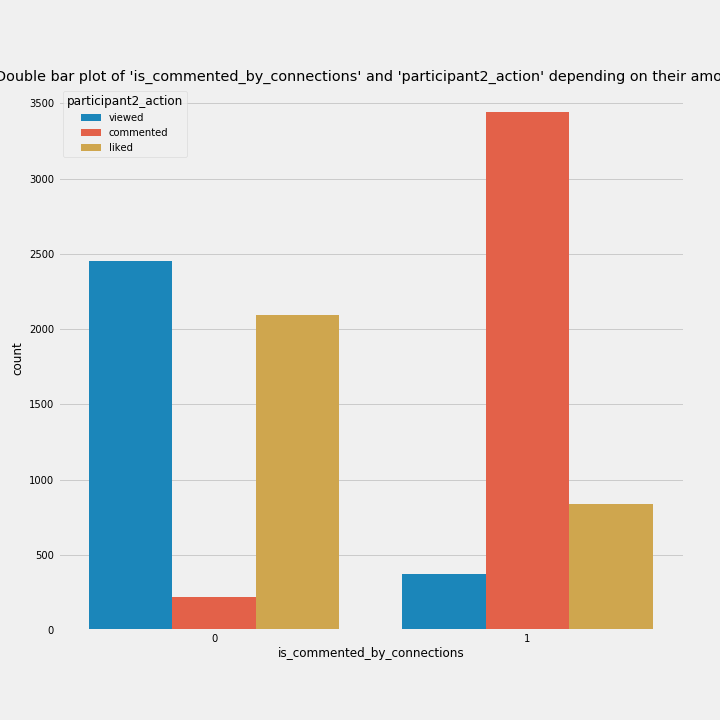 Double bar plot of 'is_commented_by_connections' and 'participant2_action' depending on their
participant2_action
viewed
commented
liked
3500
3000
2500
2000
1500
1000
500
0
count
0 1
is_commented_by_connections